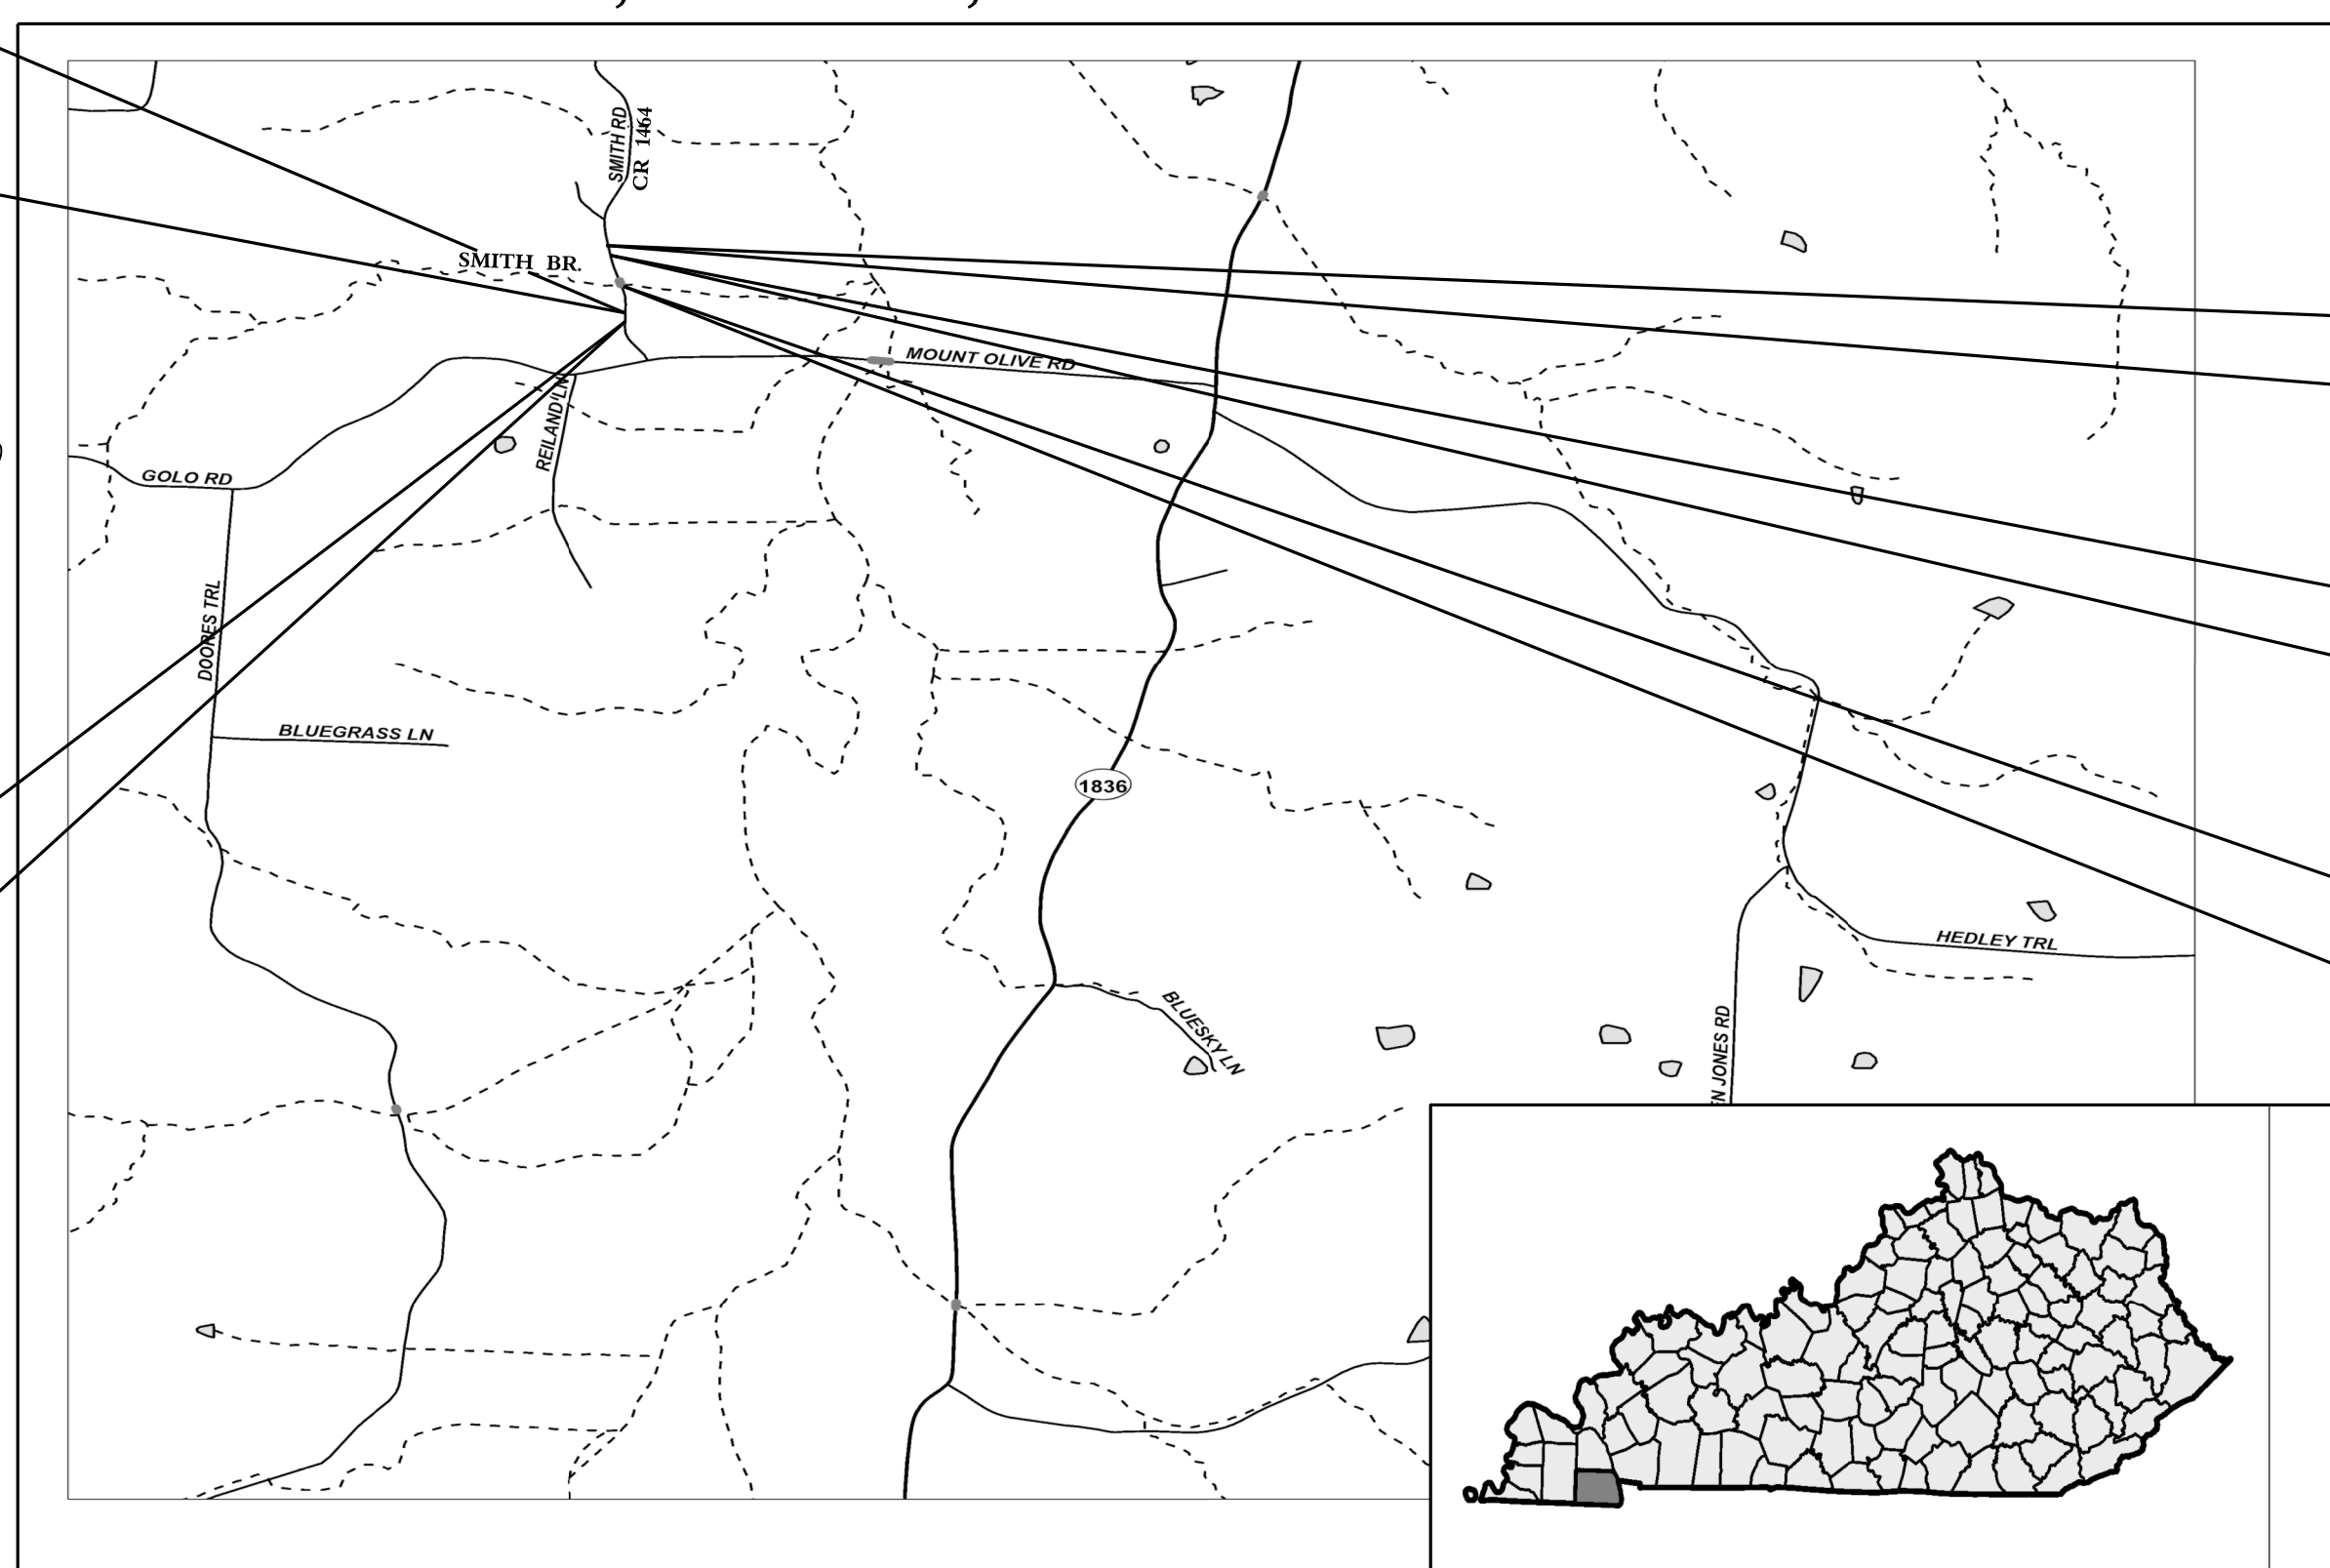 SMITH RD
CR 1464
SMITH BR.
MOUNT OLIVE RD
REILAND LN
GOLO RD
DOORES TRL
BLUEGRASS LN
1836
HEDLEY TRL
BLUESKY LN
EN JONES RD